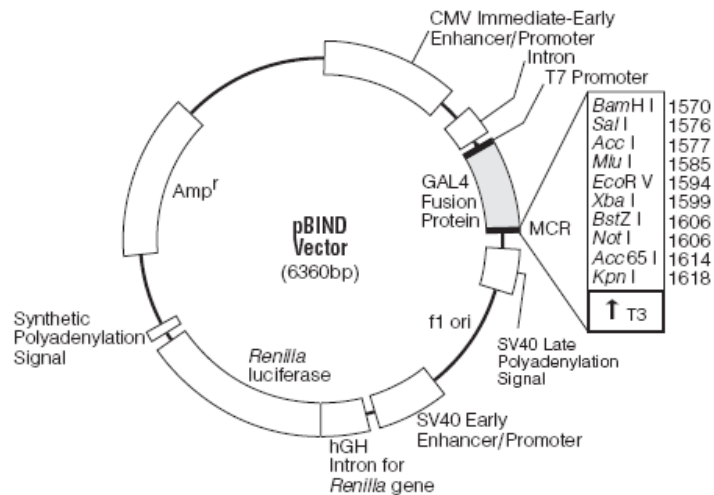 CMV Immediate-Early
Enhancer/Promoter
Intron
T7 Promoter
BamH I 1570
Sal I 1576
Acc I 1577
Mlu I 1585
EcoR V 1594
Xba I 1599
BstZ I 1606
Not I 1606
Acc65 I 1614
Kpn I 1618
↑ T3
GAL4
Fusion
Protein
MCR
Ampʳ
pBIND
Vector
(6360bp)
Synthetic
Polyadenylation
Signal
f1 ori
SV40 Late
Polyadenylation
Signal
Renilla
luciferase
SV40 Early
Enhancer/Promoter
hGH
Intron for
Renilla gene